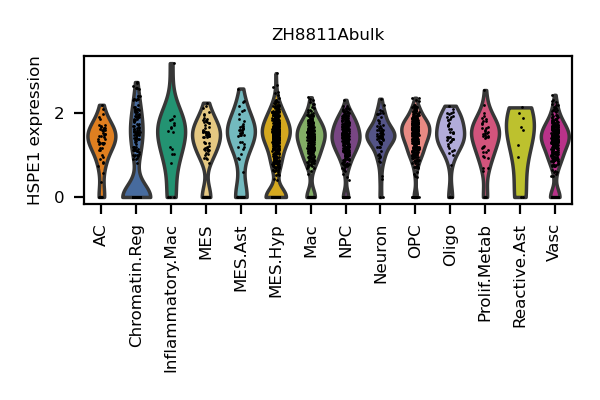 ZH8811Abulk
HSPE1 expression
2
0
AC
Chromatin.Reg
Inflammatory.Mac
MES
MES.Ast
MES.Hyp
Mac
NPC
Neuron
OPC
Oligo
Prolif.Metab
Reactive.Ast
Vasc